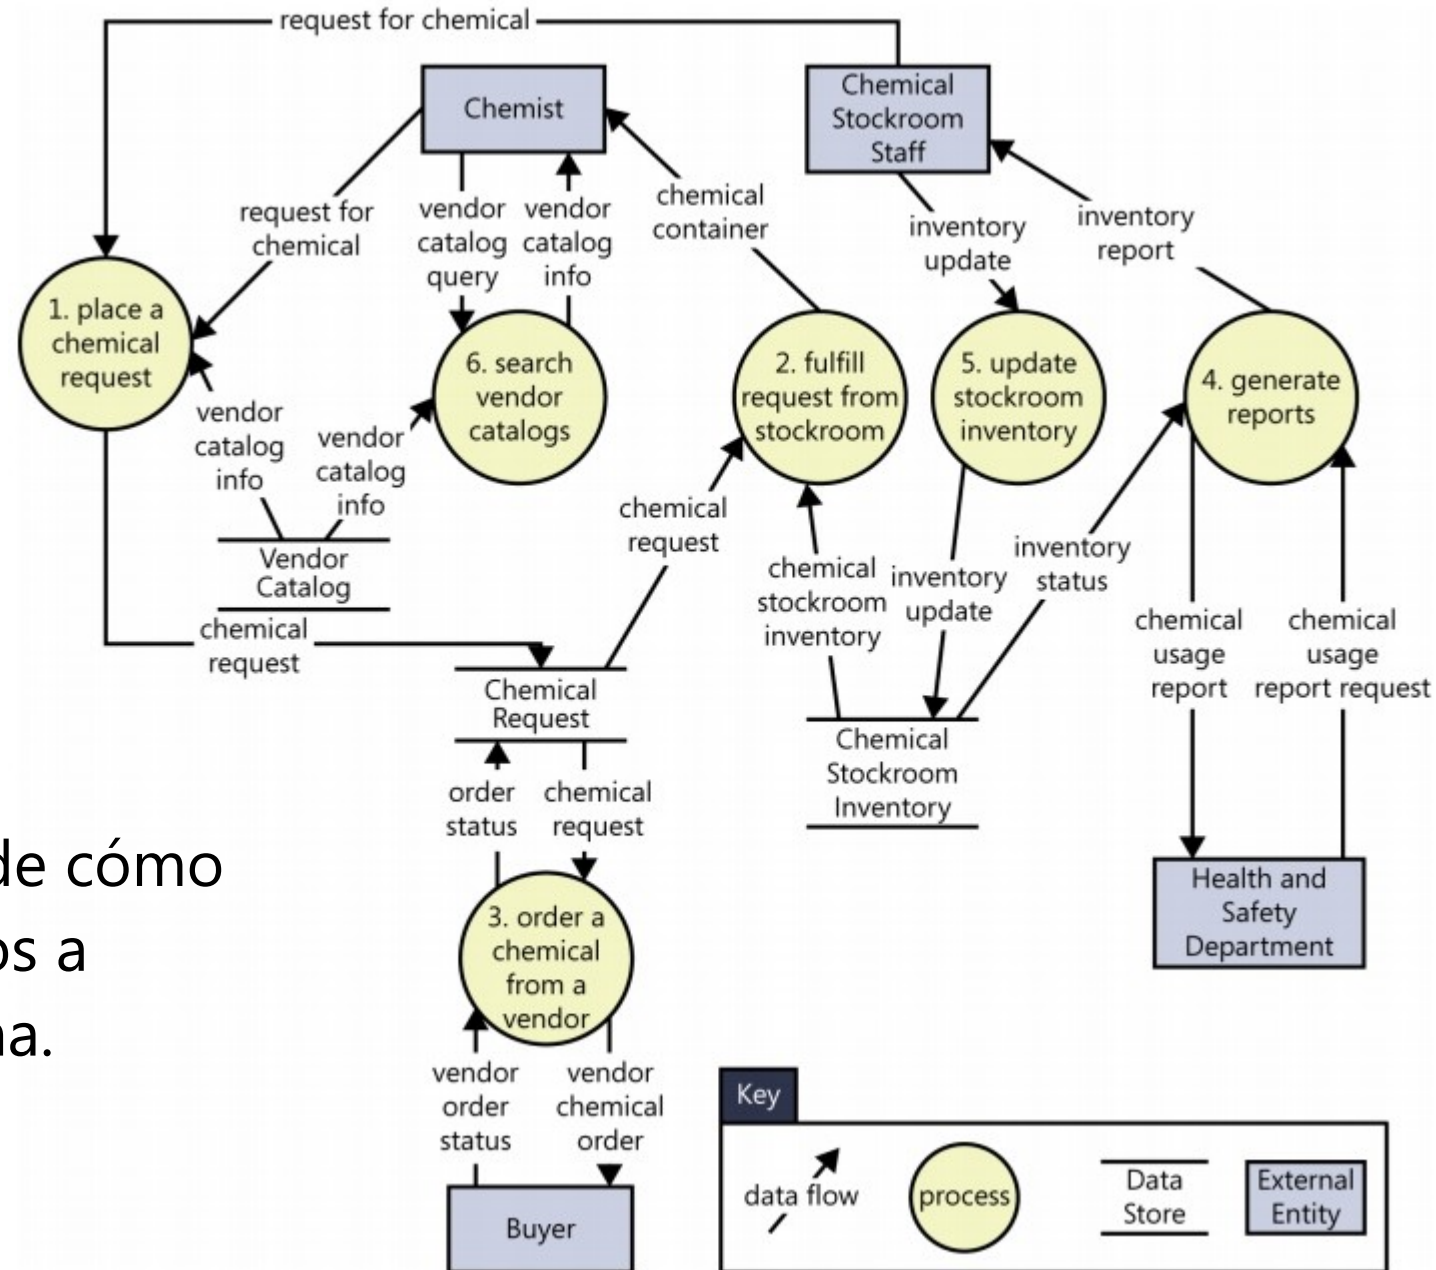 request for chemical
Chemist
Chemical
Stockroom
Staff
request for
chemical
vendor
catalog
query
vendor
catalog
info
chemical
container
inventory
update
inventory
report
1. place a
chemical
request
6. search
vendor
catalogs
2. fulfill
request from
stockroom
5. update
stockroom
inventory
4. generate
reports
vendor
catalog
info
vendor
catalog
info
chemical
request
Vendor
Catalog
chemical
stockroom
inventory
inventory
update
inventory
status
chemical
usage
report
chemical
usage
report request
chemical
request
Chemical
Request
Chemical
Stockroom
Inventory
order
status
chemical
request
de cómo
os a
na.
Health and
Safety
Department
3. order a
chemical
from a
vendor
vendor
order
status
vendor
chemical
order
Buyer
Key
data flow
process
Data
Store
External
Entity